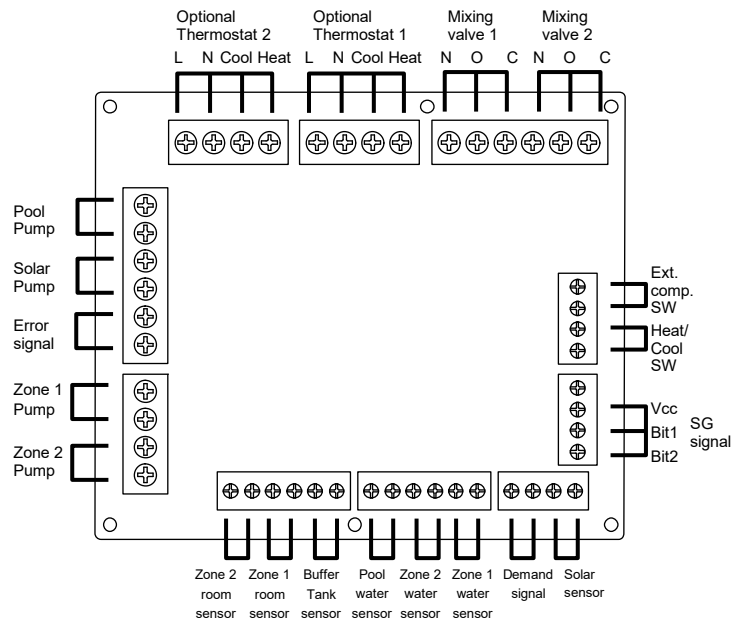 Optional
Thermostat 2
L N Cool Heat
Optional
Thermostat 1
L N Cool Heat
Mixing
valve 1
N O C
Mixing
valve 2
N O C
Pool
Pump
Solar
Pump
Error
signal
Zone 1
Pump
Zone 2
Pump
Ext.
comp.
SW
Heat/
Cool
SW
Vcc
Bit1
Bit2
SG
signal
Zone 2
room
sensor
Zone 1
room
sensor
Buffer
Tank
sensor
Pool
water
sensor
Zone 2
water
sensor
Zone 1
water
sensor
Demand
signal
Solar
sensor